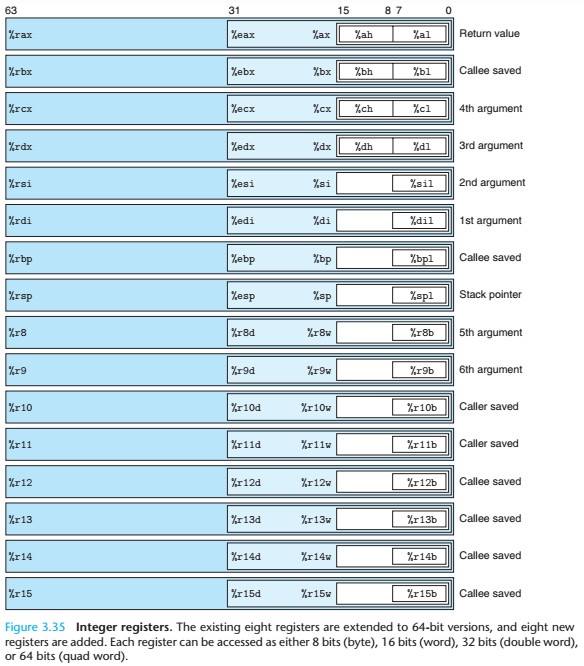 63 31 15 8 7 0
%rax %eax %ax %ah %al Return value
%rbx %ebx %bx %bh %bl Callee saved
%rcx %ecx %cx %ch %cl 4th argument
%rdx %edx %dx %dh %dl 3rd argument
%rsi %esi %si %sil 2nd argument
%rdi %edi %di %dil 1st argument
%rbp %ebp %bp %bpl Callee saved
%rsp %esp %sp %spl Stack pointer
%r8 %r8d %r8w %r8b 5th argument
%r9 %r9d %r9w %r9b 6th argument
%r10 %r10d %r10w %r10b Caller saved
%r11 %r11d %r11w %r11b Caller saved
%r12 %r12d %r12w %r12b Callee saved
%r13 %r13d %r13w %r13b Callee saved
%r14 %r14d %r14w %r14b Callee saved
%r15 %r15d %r15w %r15b Callee saved
Figure 3.35 Integer registers. The existing eight registers are extended to 64-bit versions, and eight new
registers are added. Each register can be accessed as either 8 bits (byte), 16 bits (word), 32 bits (double word),
or 64 bits (quad word).